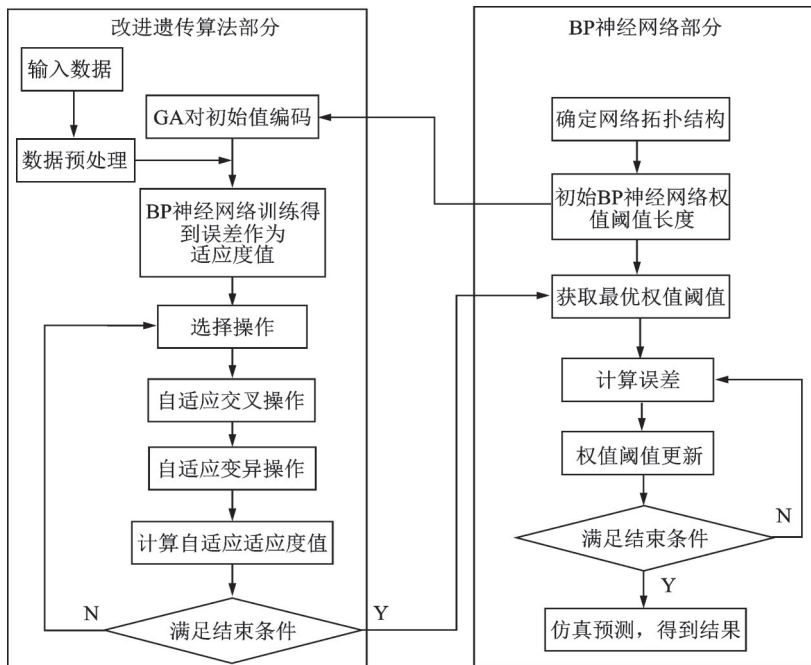 改进遗传算法部分
输入数据
GA对初始值编码
数据预处理
BP神经网络训练得
到误差作为
适应度值
选择操作
自适应交叉操作
自适应变异操作
计算自适应适应度值
满足结束条件
N
Y
BP神经网络部分
确定网络拓扑结构
初始BP神经网络权
值阈值长度
获取最优权值阈值
计算误差
权值阈值更新
满足结束条件
N
Y
仿真预测，得到结果